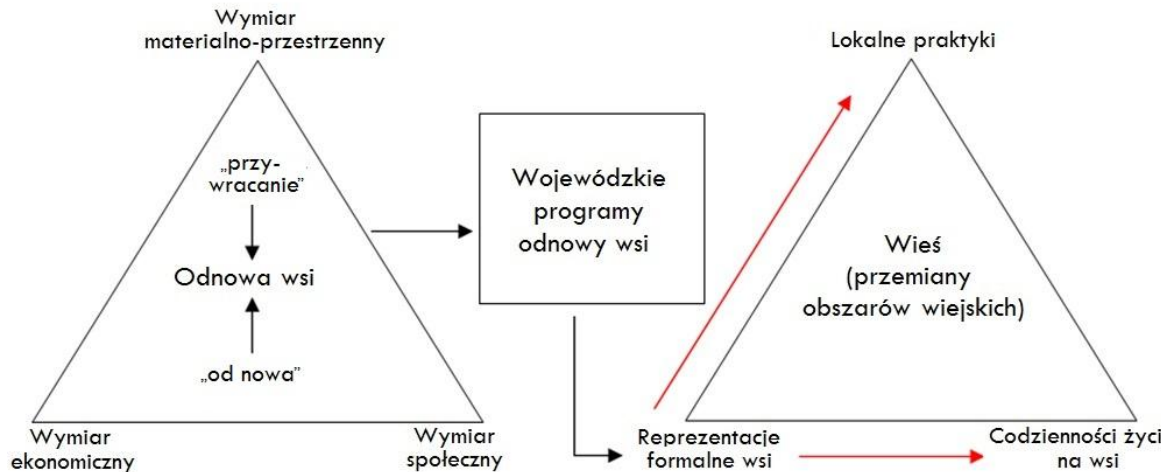 Wymiar
materialno-przestrzenny
„przy-
wracanie”
Odnowa wsi
„od nowa”
Wymiar
ekonomiczny
Wymiar
społeczny
Wojewódzkie
programy
odnowy wsi
Lokalne praktyki
Wieś
(przemiany
obszarów wiejskich)
Reprezentacje
formalne wsi
Codzienności życi
na wsi